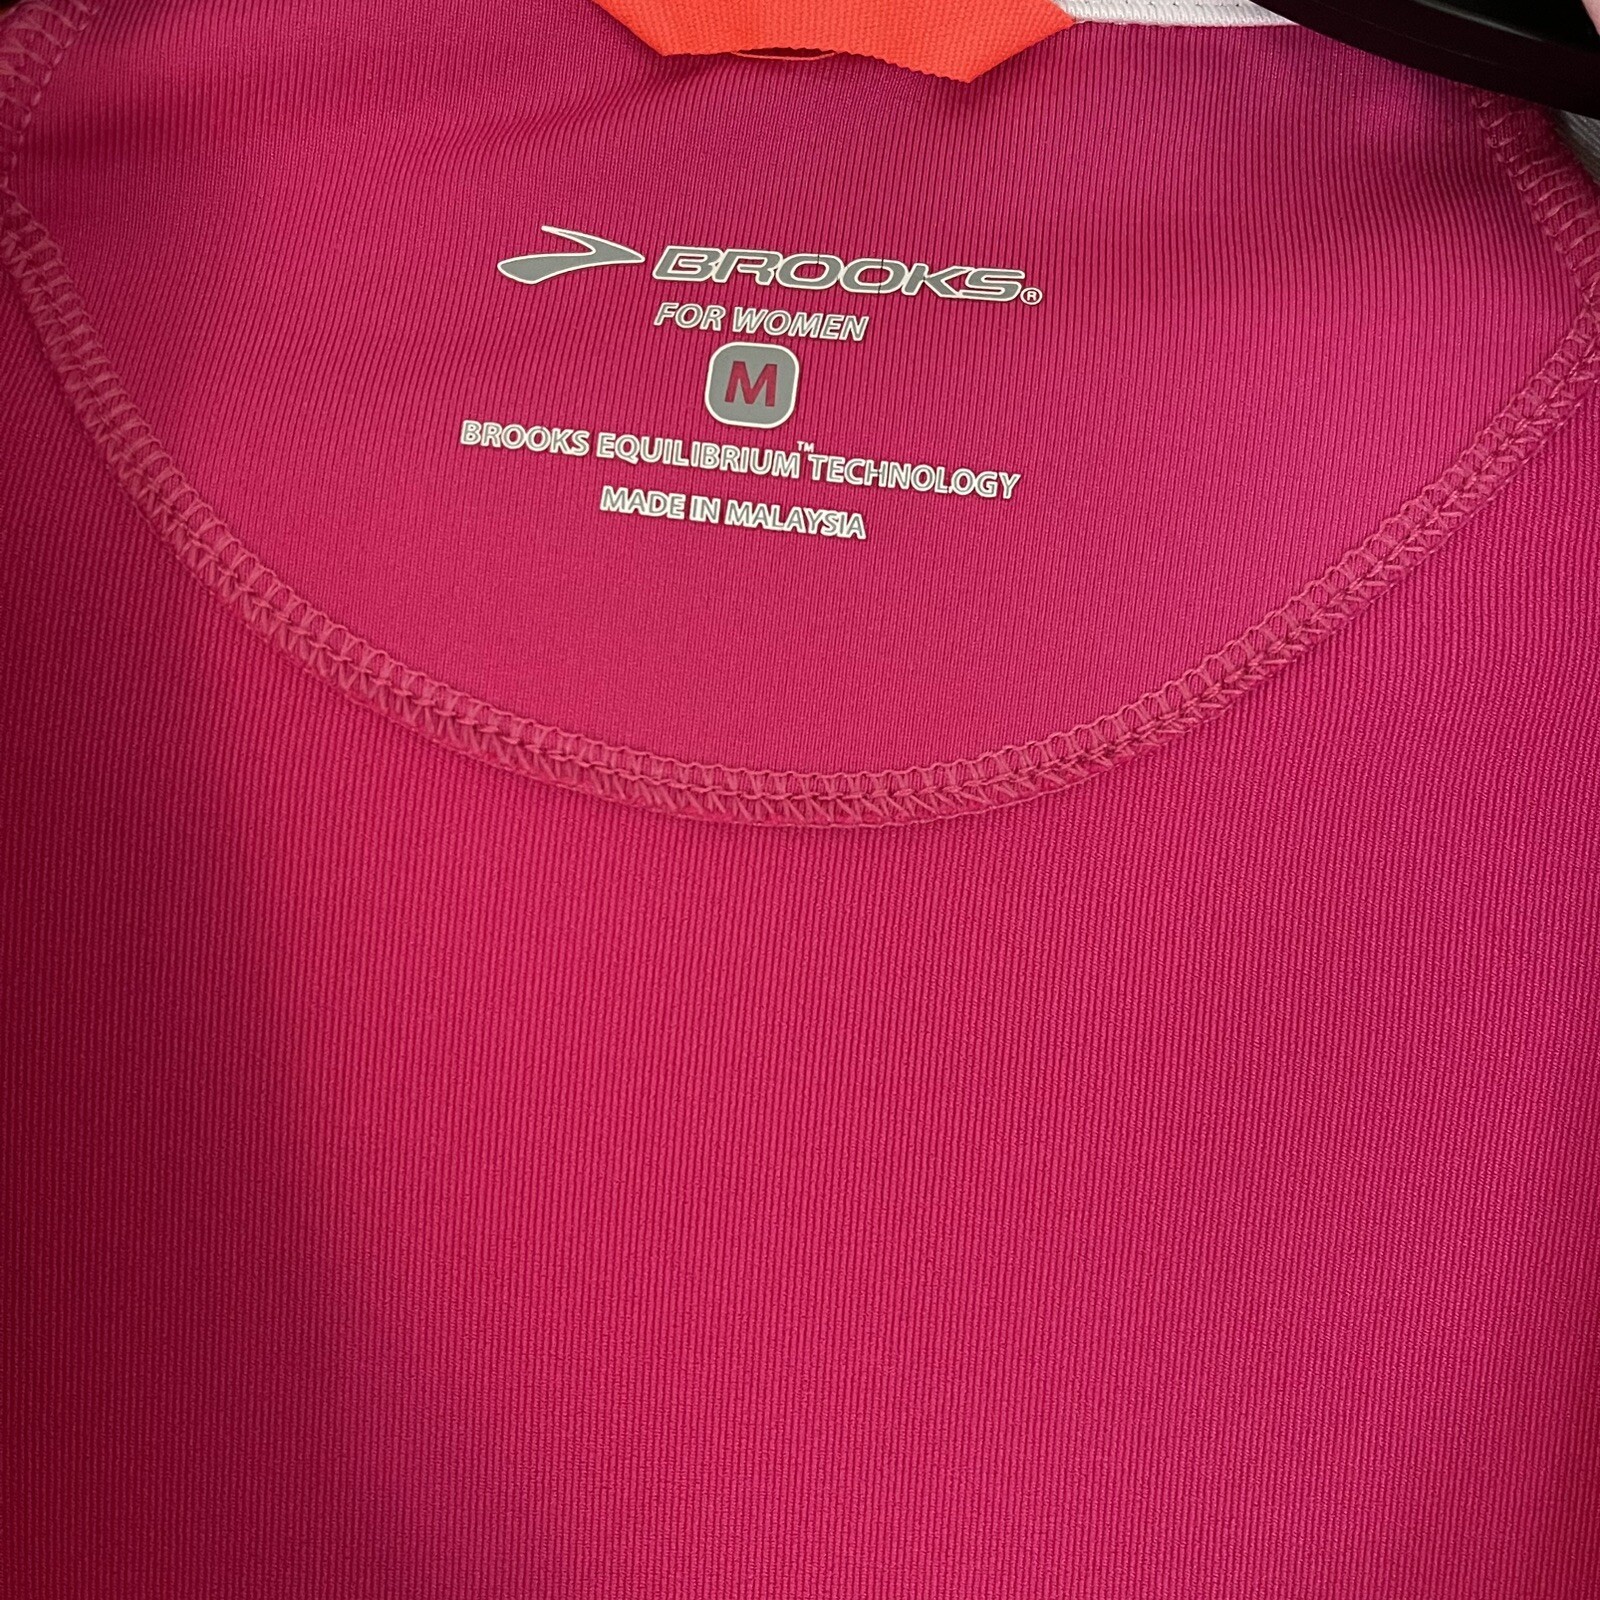 BROOKS®
FOR WOMEN
M
BROOKS EQUILIBRIUM™ TECHNOLOGY
MADE IN MALAYSIA